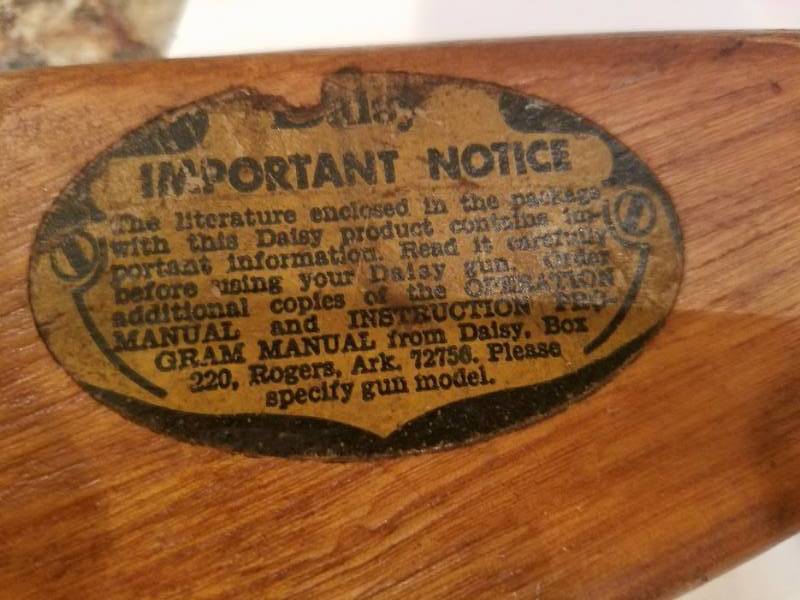 Daisy
IMPORTANT NOTICE
The literature enclosed in the package
with this Daisy product contains im-
portant information. Read it carefully
before using your Daisy gun. Order
additional copies of the OPERATION
MANUAL and INSTRUCTION PRO-
GRAM MANUAL from Daisy, Box
220, Rogers, Ark. 72756. Please
specify gun model.